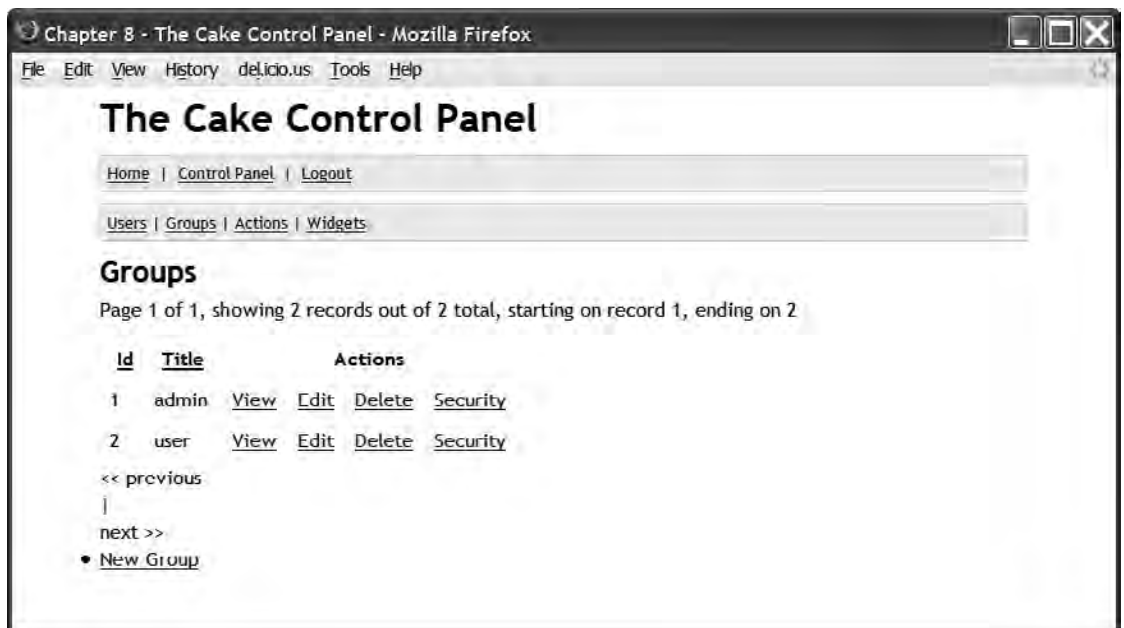 Chapter 8 - The Cake Control Panel - Mozilla Firefox
File Edit View History del.icio.us Tools Help
The Cake Control Panel
Home | Control Panel | Logout
Users | Groups | Actions | Widgets
Groups
Page 1 of 1, showing 2 records out of 2 total, starting on record 1, ending on 2
Id Title Actions
1 admin View Edit Delete Security
2 user View Edit Delete Security
<< previous
|
next >>
• New Group